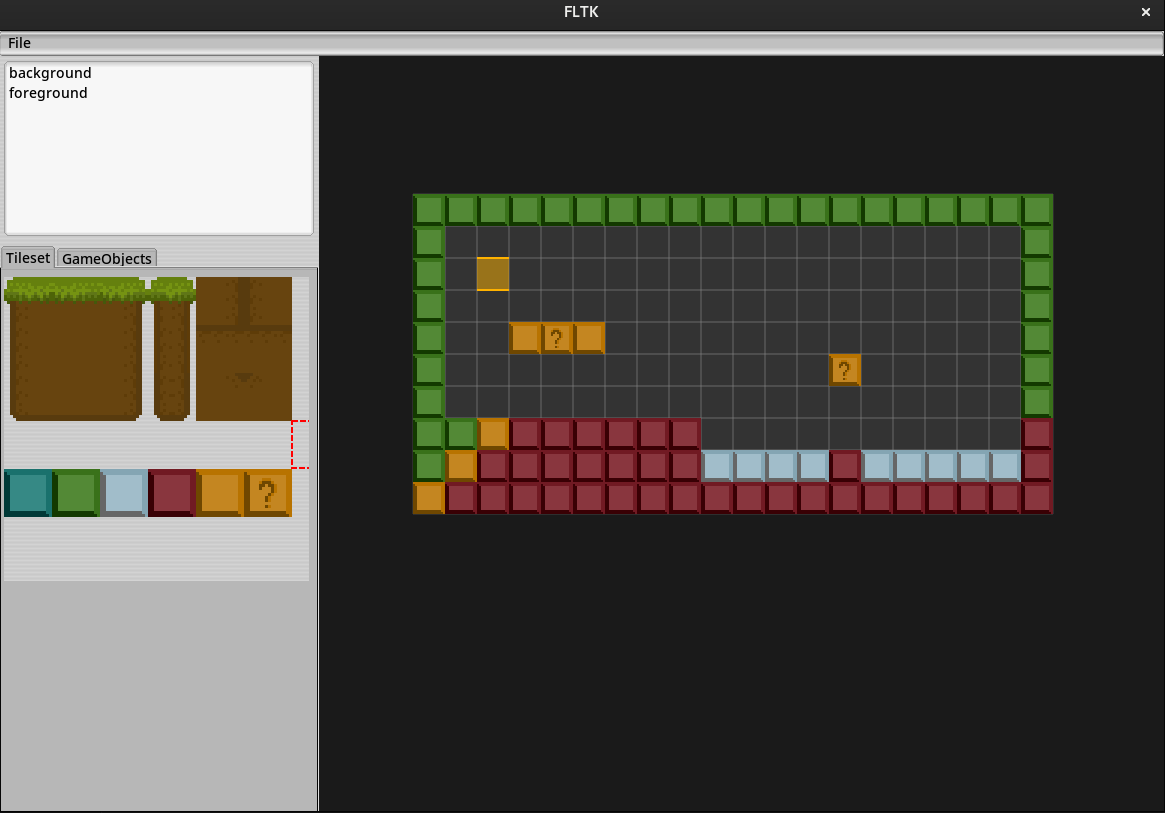 FLTK
×
File
background
foreground
Tileset GameObjects
?
?
?